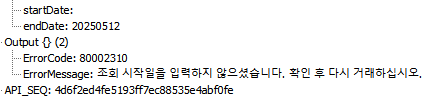 startDate:
endDate: 20250512
Output {} (2)
ErrorCode: 80002310
ErrorMessage: 조회 시작일을 입력하지 않으셨습니다. 확인 후 다시 거래하십시오.
API_SEQ: 4d6f2ed4fe5193ff7ec88535e4abf0fe